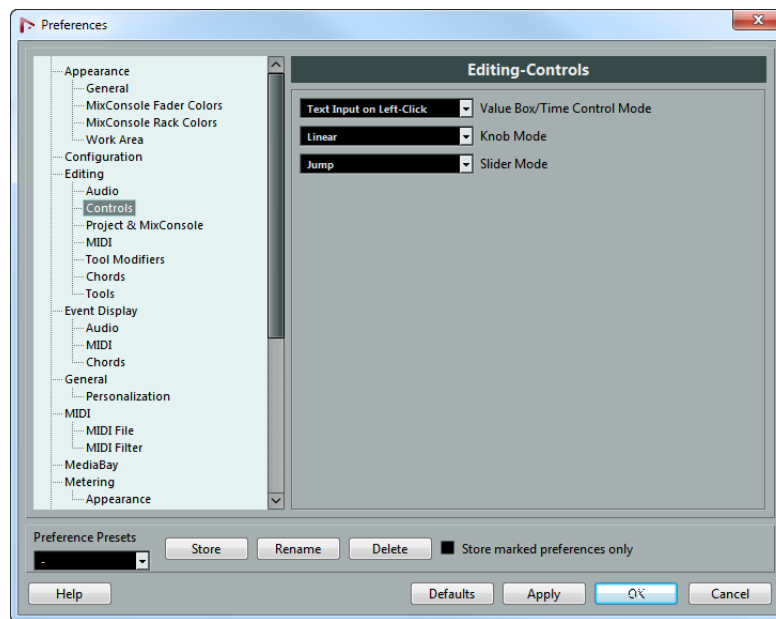 Preferences
Appearance
General
MixConsole Fader Colors
MixConsole Rack Colors
Work Area
Configuration
Editing
Audio
Controls
Project & MixConsole
MIDI
Tool Modifiers
Chords
Tools
Event Display
Audio
MIDI
Chords
General
Personalization
MIDI
MIDI File
MIDI Filter
MediaBay
Metering
Appearance
Editing-Controls
Text Input on Left-Click Value Box/Time Control Mode
Linear Knob Mode
Jump Slider Mode
Preference Presets
- Store Rename Delete Store marked preferences only
Help Defaults Apply OK Cancel